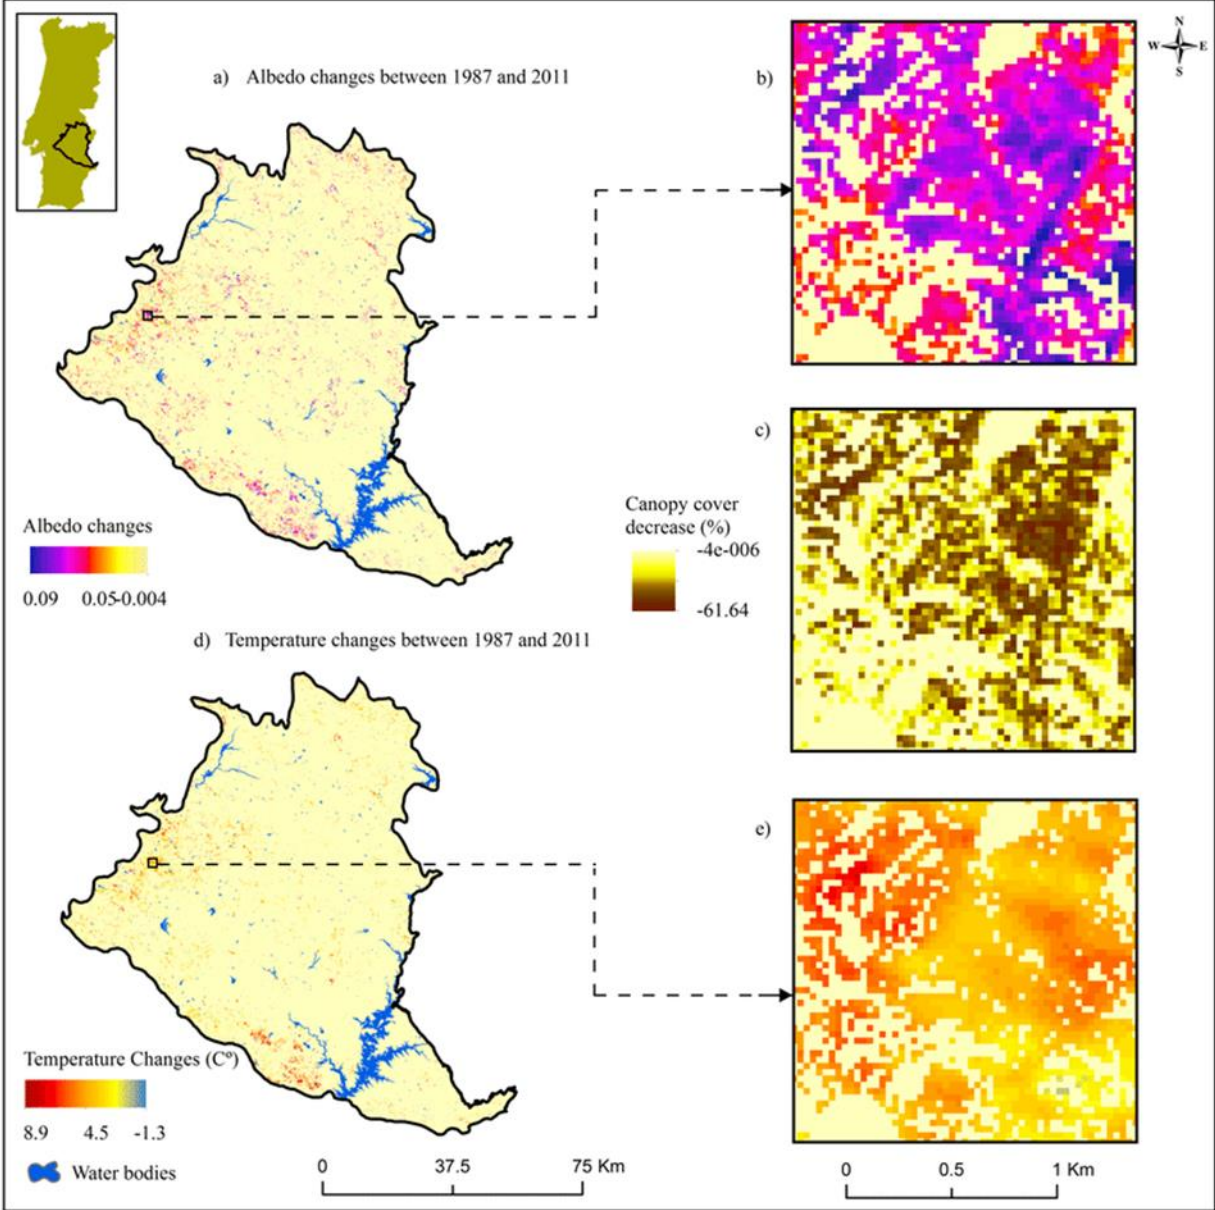 a) Albedo changes between 1987 and 2011
b)
N
W E
S
c)
Albedo changes
0.09 0.05-0.004
Canopy cover
decrease (%)
-4e-006
-61.64
d) Temperature changes between 1987 and 2011
e)
Temperature Changes (Cº)
8.9 4.5 -1.3
Water bodies
0 37.5 75 Km
0 0.5 1 Km